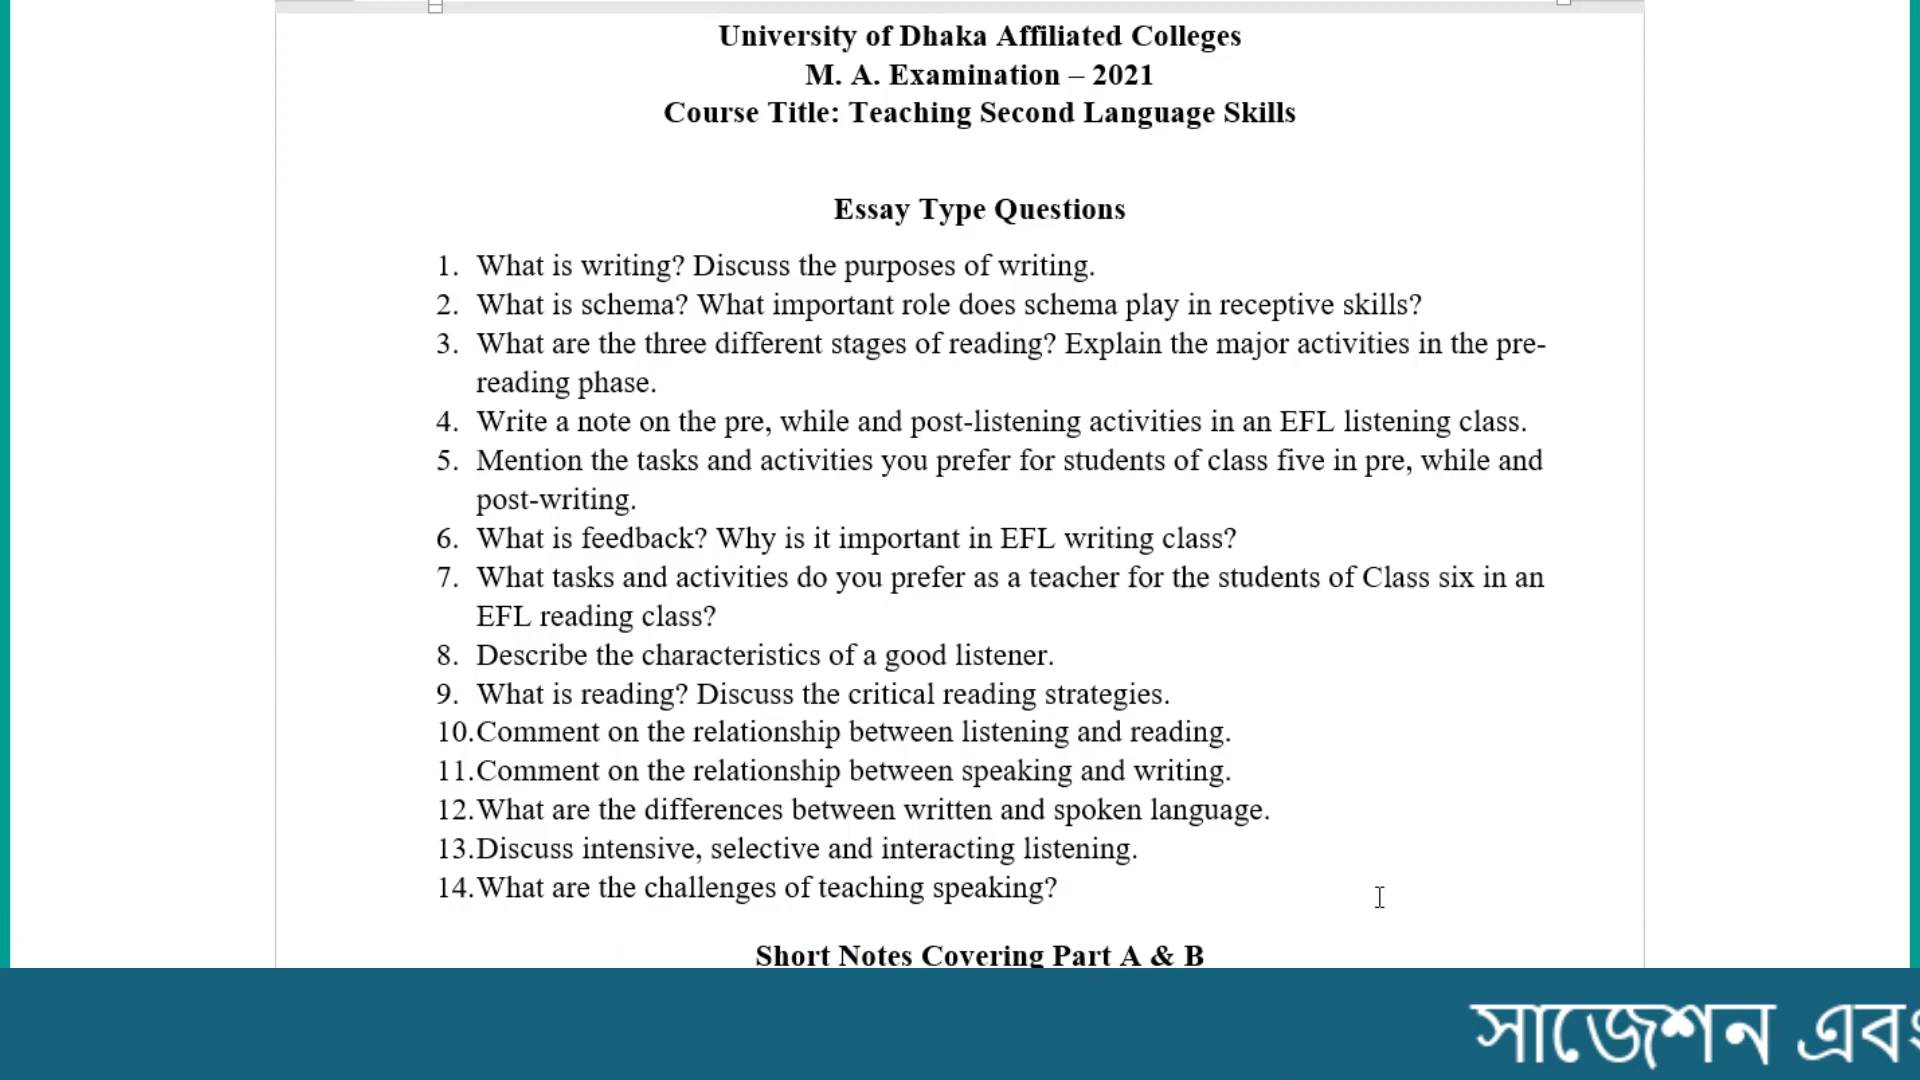 University of Dhaka Affiliated Colleges
M. A. Examination – 2021
Course Title: Teaching Second Language Skills
Essay Type Questions
1. What is writing? Discuss the purposes of writing.
2. What is schema? What important role does schema play in receptive skills?
3. What are the three different stages of reading? Explain the major activities in the pre-
reading phase.
4. Write a note on the pre, while and post-listening activities in an EFL listening class.
5. Mention the tasks and activities you prefer for students of class five in pre, while and
post-writing.
6. What is feedback? Why is it important in EFL writing class?
7. What tasks and activities do you prefer as a teacher for the students of Class six in an
EFL reading class?
8. Describe the characteristics of a good listener.
9. What is reading? Discuss the critical reading strategies.
10.Comment on the relationship between listening and reading.
11.Comment on the relationship between speaking and writing.
12.What are the differences between written and spoken language.
13.Discuss intensive, selective and interacting listening.
14.What are the challenges of teaching speaking?
Short Notes Covering Part A & B
সাজেশন এবং